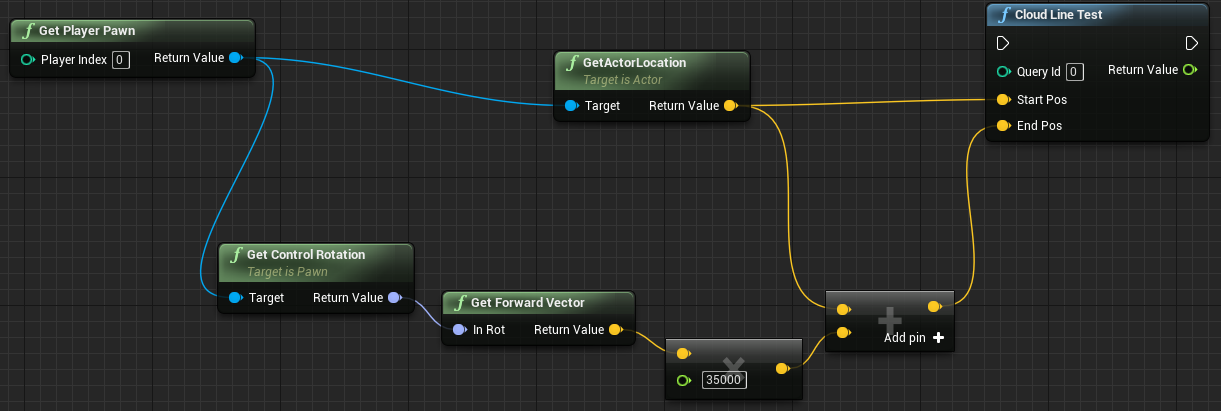 Get Player Pawn
Player Index 0 Return Value
GetActorLocation
Target is Actor
Target Return Value
Cloud Line Test
Query Id 0 Return Value
Start Pos
End Pos
Get Control Rotation
Target is Pawn
Target Return Value
Get Forward Vector
In Rot Return Value
35000
Add pin